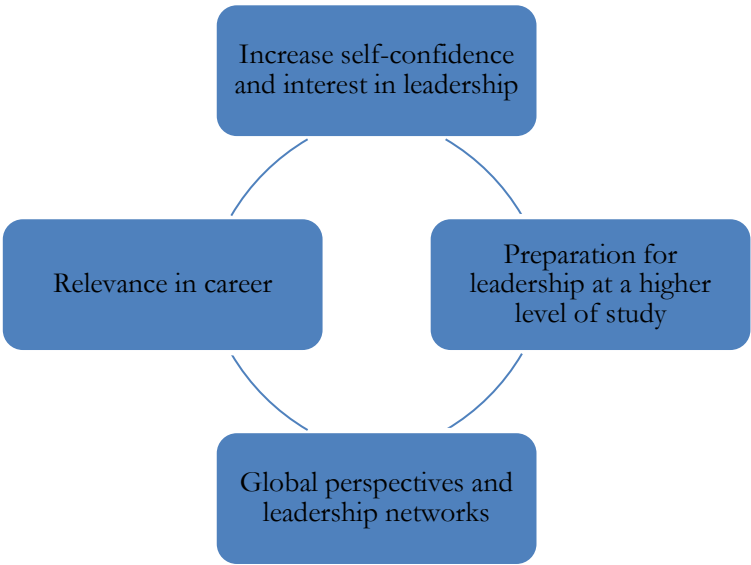 Increase self-confidence
and interest in leadership
Relevance in career
Preparation for
leadership at a higher
level of study
Global perspectives and
leadership networks